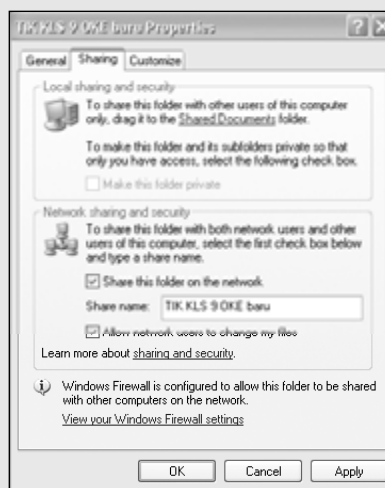 TIK KLS 9 OKE baru Properties
General Sharing Customize
Local sharing and security
To share this folder with other users of this computer
only, drag it to the Shared Documents folder.
To make this folder and its subfolders private so that
only you have access, select the following check box.
Make this folder private
Network sharing and security
To share this folder with both network users and other
users of this computer, select the first check box below
and type a share name.
Share this folder on the network
Share name: TIK KLS 9 OKE baru
Allow network users to change my files
Learn more about sharing and security.
Windows Firewall is configured to allow this folder to be shared
with other computers on the network.
View your Windows Firewall settings
OK Cancel Apply